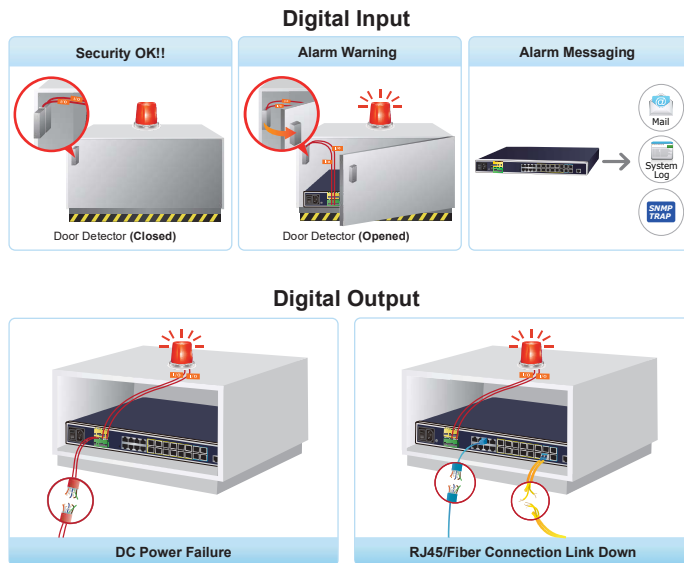 Digital Input
Security OK!!
Alarm Warning
Alarm Messaging
Mail
System
Log
SNMP
TRAP
Door Detector (Closed)
Door Detector (Opened)
Digital Output
DC Power Failure
RJ45/Fiber Connection Link Down